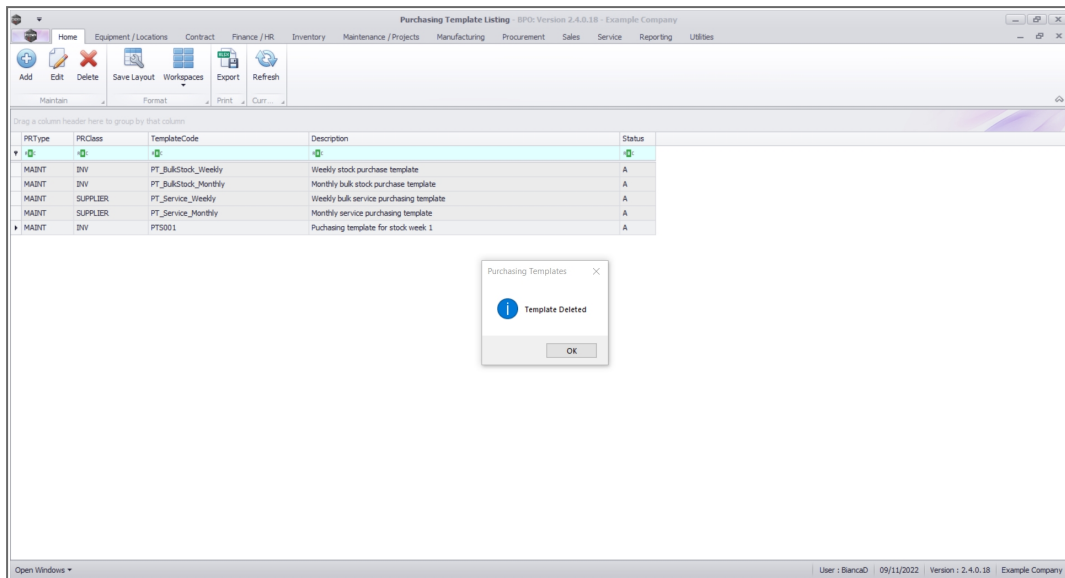 Purchasing Template Listing - BPO: Version 2.4.0.18 - Example Company
Home Equipment / Locations Contract Finance / HR Inventory Maintenance / Projects Manufacturing Procurement Sales Service Reporting Utilities
Add Edit Delete Save Layout Workspaces Export Refresh
Maintain Format Print Curr...
Drag a column header here to group by that column
PRType PRClass TemplateCode Description Status
MAINT INV PT_BulkStock_Weekly Weekly stock purchase template A
MAINT INV PT_BulkStock_Monthly Monthly bulk stock purchase template A
MAINT SUPPLIER PT_Service_Weekly Weekly bulk service purchasing template A
MAINT SUPPLIER PT_Service_Monthly Monthly service purchasing template A
MAINT INV PTS001 Puchasing template for stock week 1 A
Purchasing Templates
Template Deleted
OK
Open Windows User : BiancaD 09/11/2022 Version : 2.4.0.18 Example Company